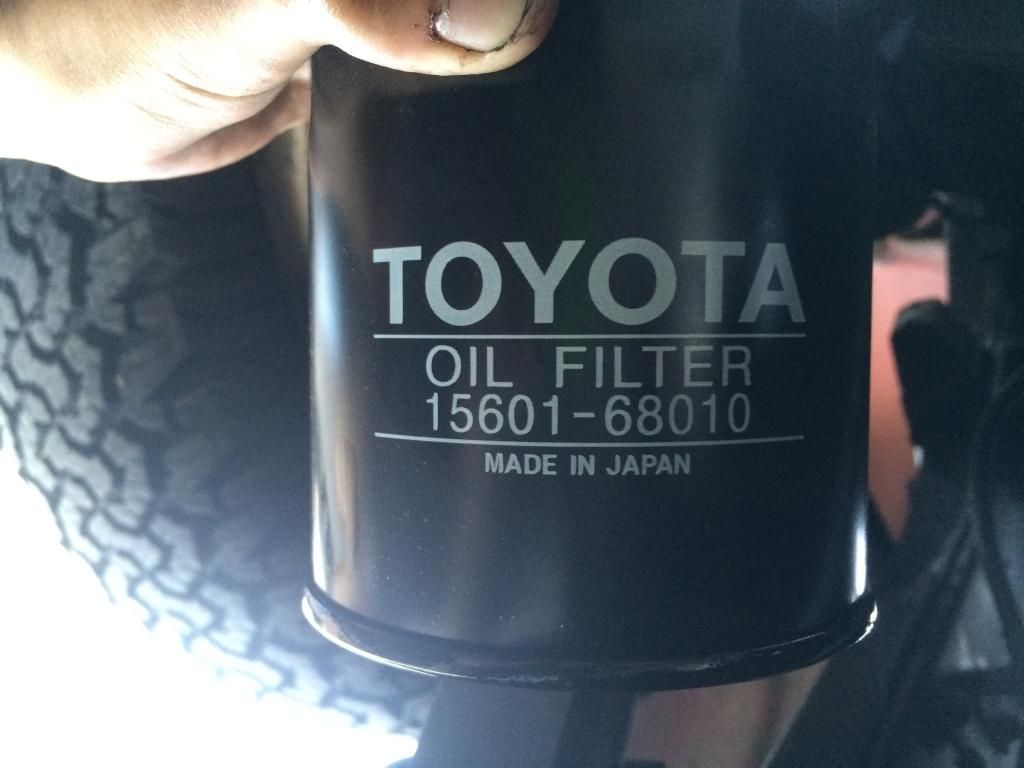 TOYOTA
OIL FILTER
15601-68010
MADE IN JAPAN